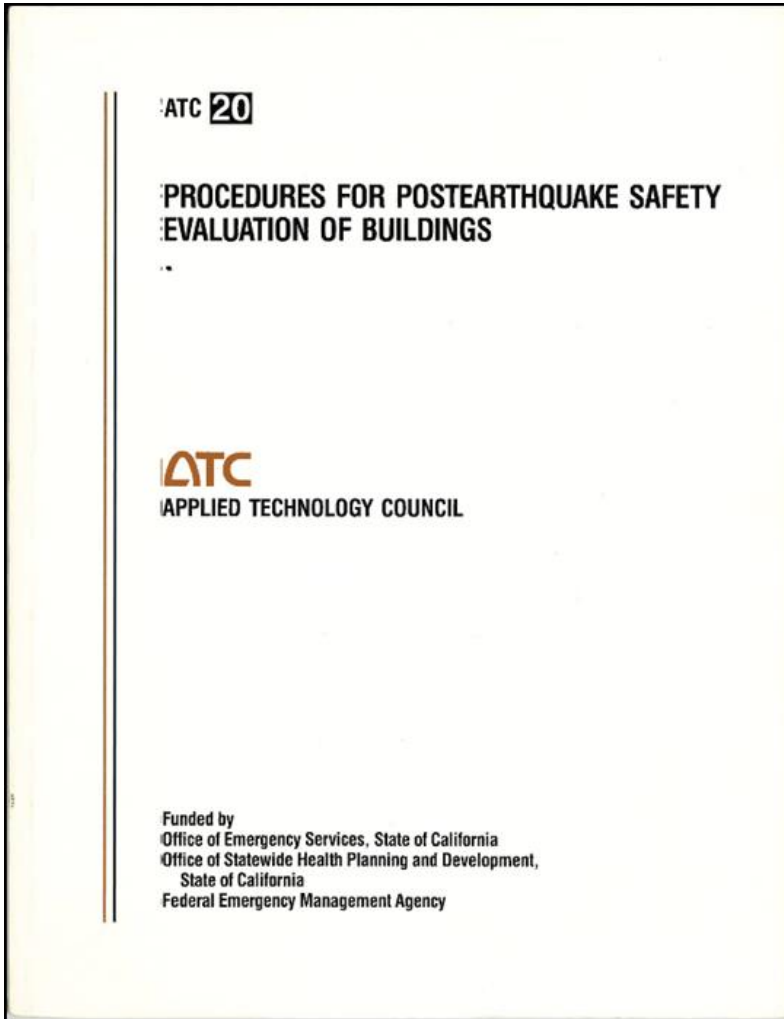 ATC 20
PROCEDURES FOR POSTEARTHQUAKE SAFETY
EVALUATION OF BUILDINGS
ATC
APPLIED TECHNOLOGY COUNCIL
Funded by
Office of Emergency Services, State of California
Office of Statewide Health Planning and Development,
State of California
Federal Emergency Management Agency